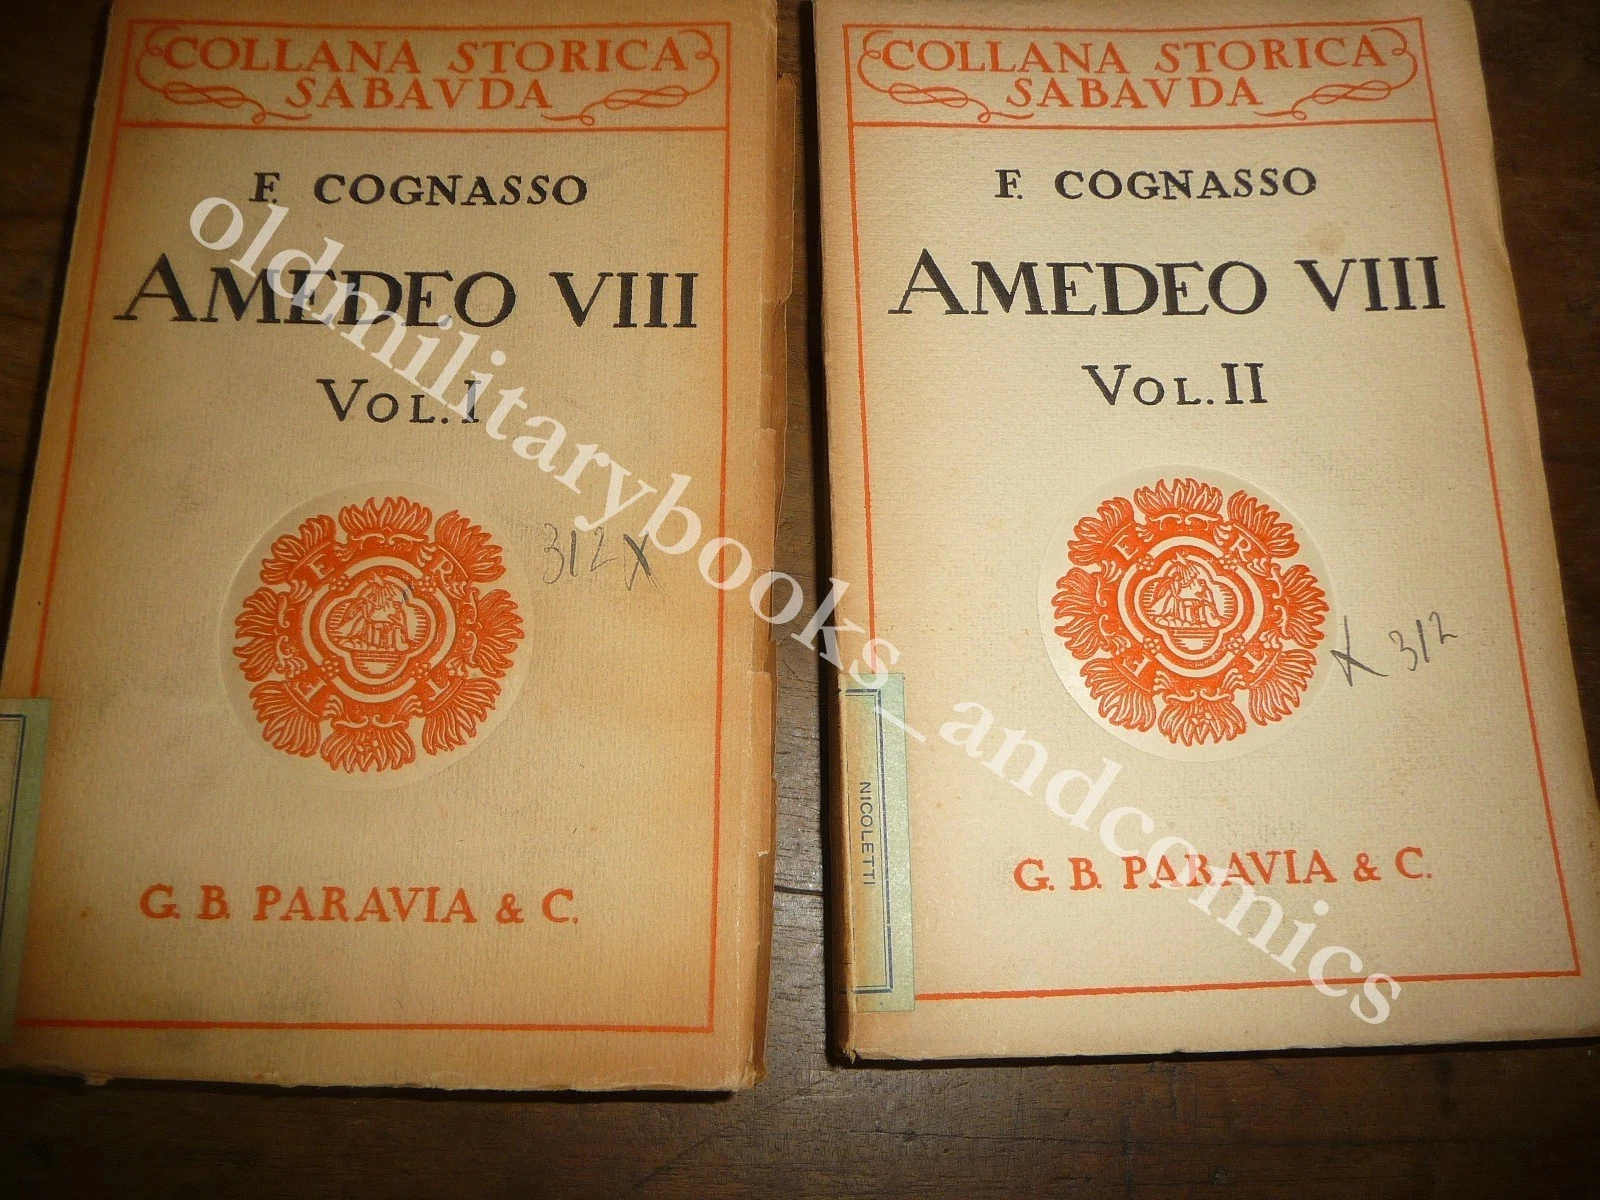 COLLANA STORICA
SABAVDA
F. COGNASSO
AMEDEO VIII
VOL. I
E R T F
312 X
G. B. PARAVIA & C.
COLLANA STORICA
SABAVDA
F. COGNASSO
AMEDEO VIII
VOL. II
E R T F
X 312
NICOLETTI
G. B. PARAVIA & C.
oldmilitarybooks_andcomics